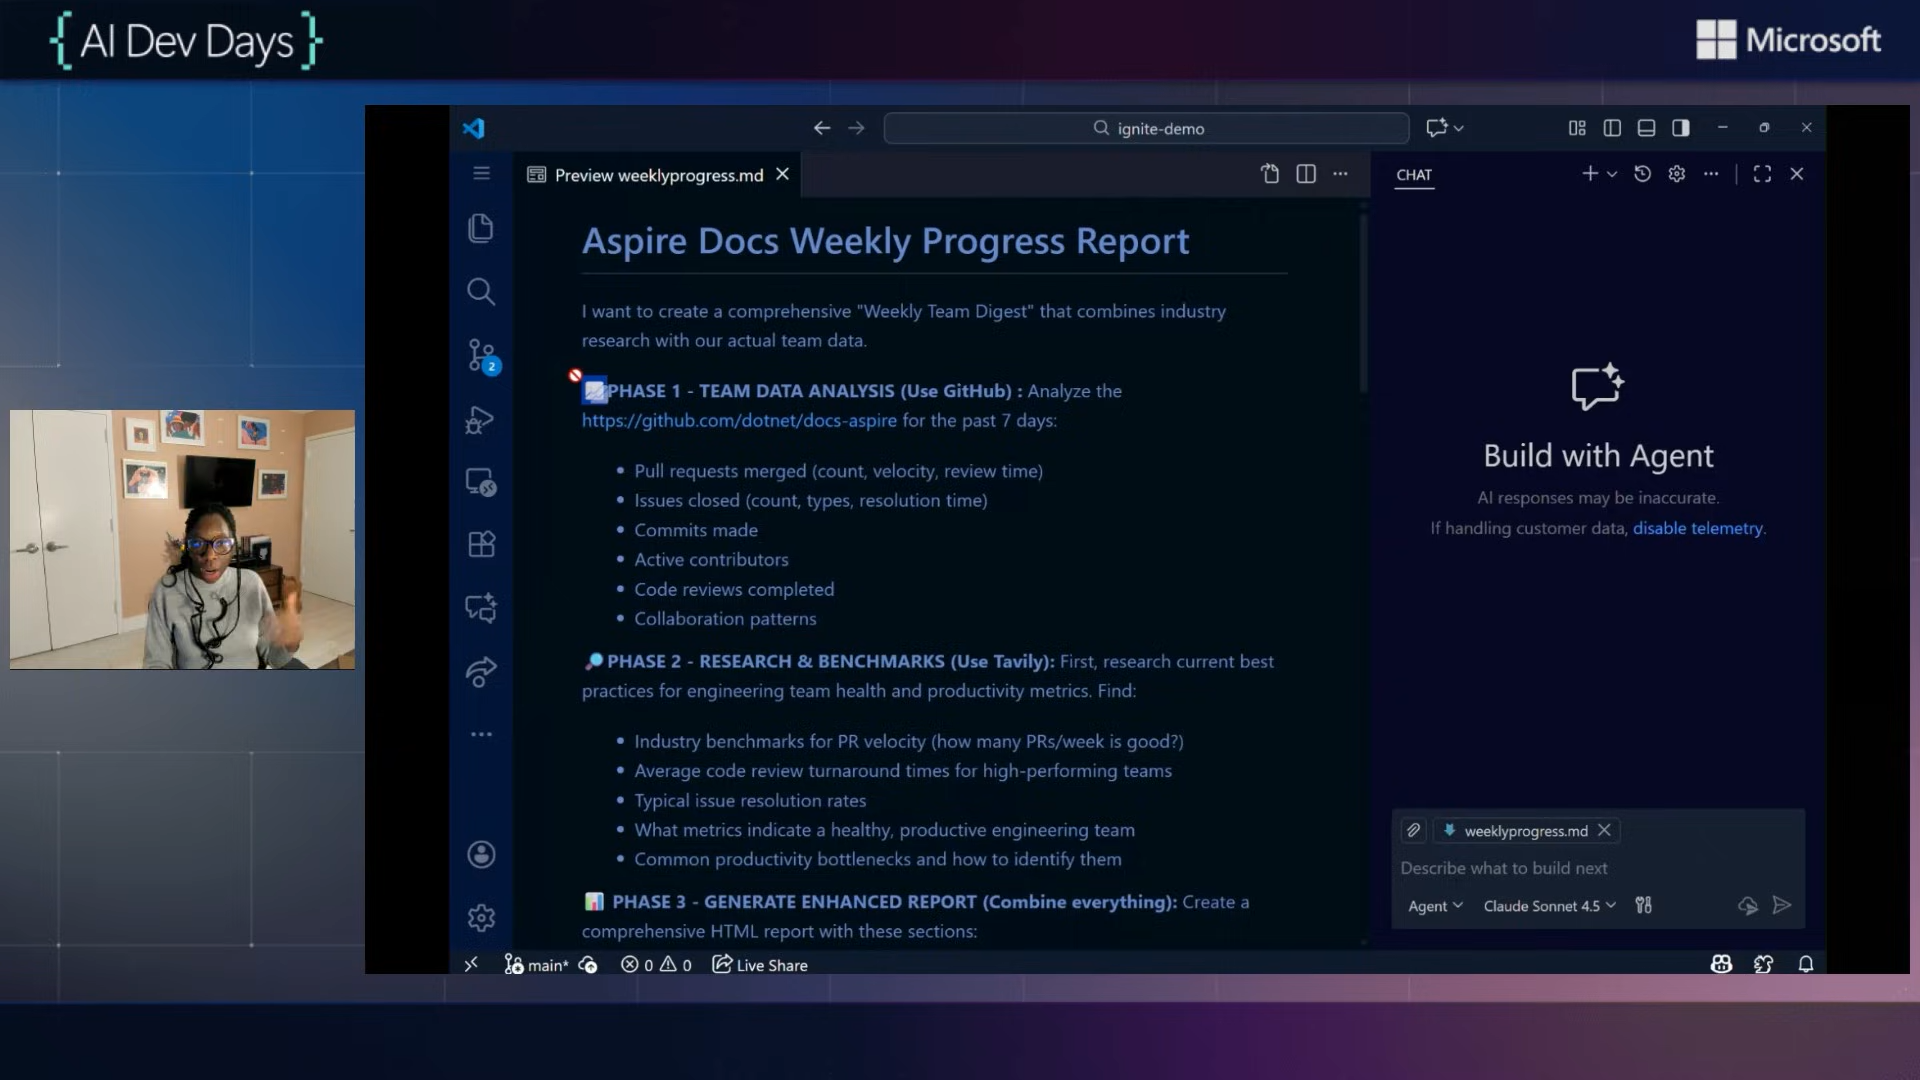 { AI Dev Days }
Microsoft
ignite-demo
Preview weeklyprogress.md
CHAT
Aspire Docs Weekly Progress Report
I want to create a comprehensive "Weekly Team Digest" that combines industry
research with our actual team data.
PHASE 1 - TEAM DATA ANALYSIS (Use GitHub) : Analyze the
https://github.com/dotnet/docs-aspire for the past 7 days:
• Pull requests merged (count, velocity, review time)
• Issues closed (count, types, resolution time)
• Commits made
• Active contributors
• Code reviews completed
• Collaboration patterns
🔎 PHASE 2 - RESEARCH & BENCHMARKS (Use Tavily): First, research current best
practices for engineering team health and productivity metrics. Find:
• Industry benchmarks for PR velocity (how many PRs/week is good?)
• Average code review turnaround times for high-performing teams
• Typical issue resolution rates
• What metrics indicate a healthy, productive engineering team
• Common productivity bottlenecks and how to identify them
📊 PHASE 3 - GENERATE ENHANCED REPORT (Combine everything): Create a
comprehensive HTML report with these sections:
2
Build with Agent
AI responses may be inaccurate.
If handling customer data, disable telemetry.
weeklyprogress.md
Describe what to build next
Agent Claude Sonnet 4.5
main* 0 0 Live Share